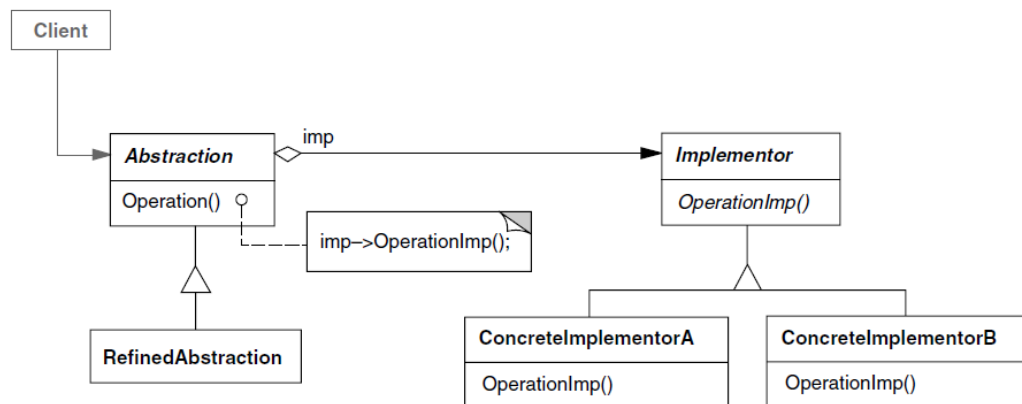 Client
imp
Abstraction
Implementor
Operation()
OperationImp()
imp–>OperationImp();
RefinedAbstraction
ConcreteImplementorA
ConcreteImplementorB
OperationImp()
OperationImp()